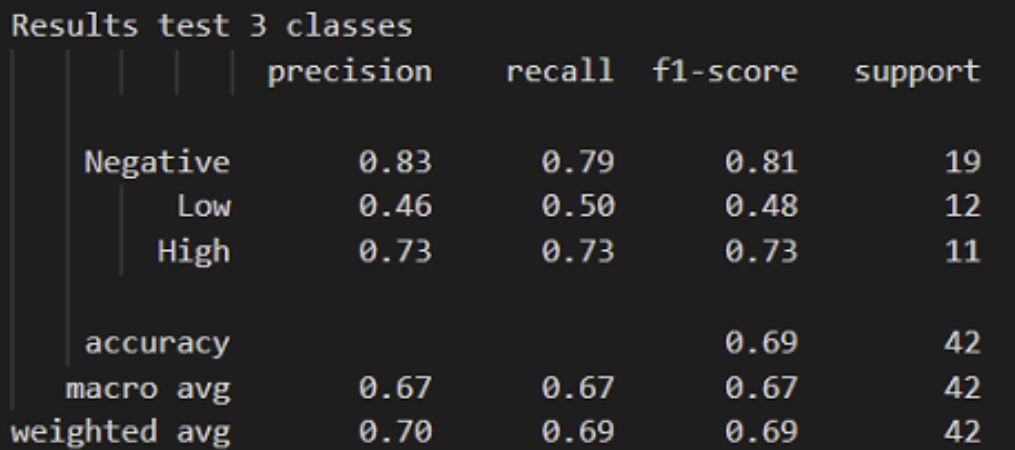 Results test 3 classes
precision recall f1-score support
Negative 0.83 0.79 0.81 19
Low 0.46 0.50 0.48 12
High 0.73 0.73 0.73 11
accuracy 0.69 42
macro avg 0.67 0.67 0.67 42
weighted avg 0.70 0.69 0.69 42